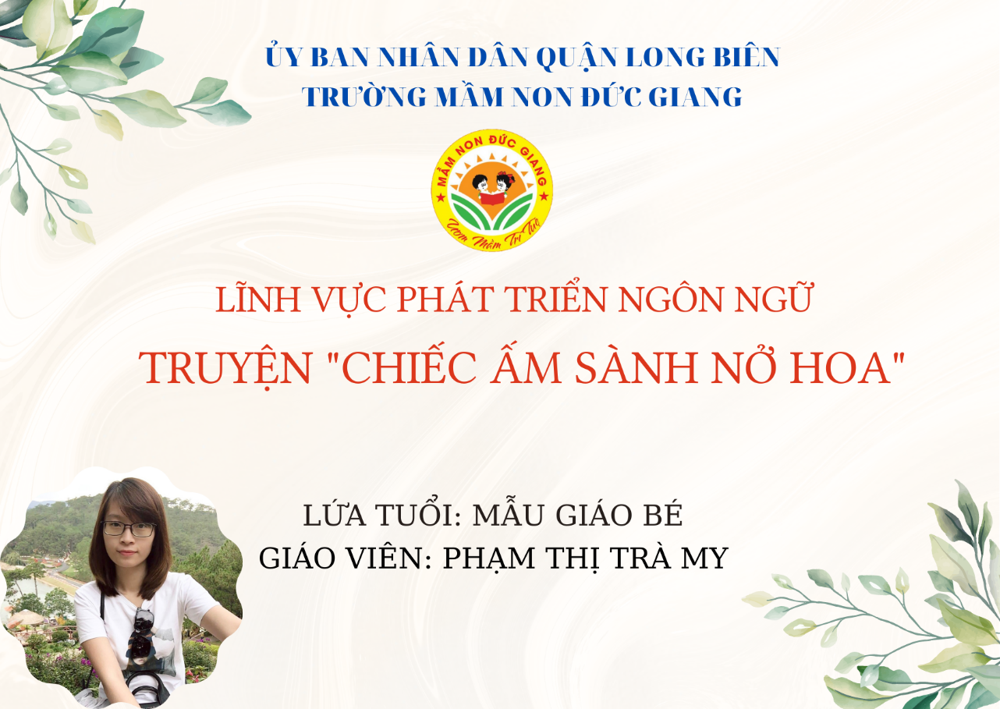 ỦY BAN NHÂN DÂN QUẬN LONG BIÊN
TRƯỜNG MẦM NON ĐỨC GIANG
MẦM NON ĐỨC GIANG
Ươm Mầm Trí Tuệ
LĨNH VỰC PHÁT TRIỂN NGÔN NGỮ
TRUYỆN "CHIẾC ẤM SÀNH NỞ HOA"
LỨA TUỔI: MẪU GIÁO BÉ
GIÁO VIÊN: PHẠM THỊ TRÀ MY